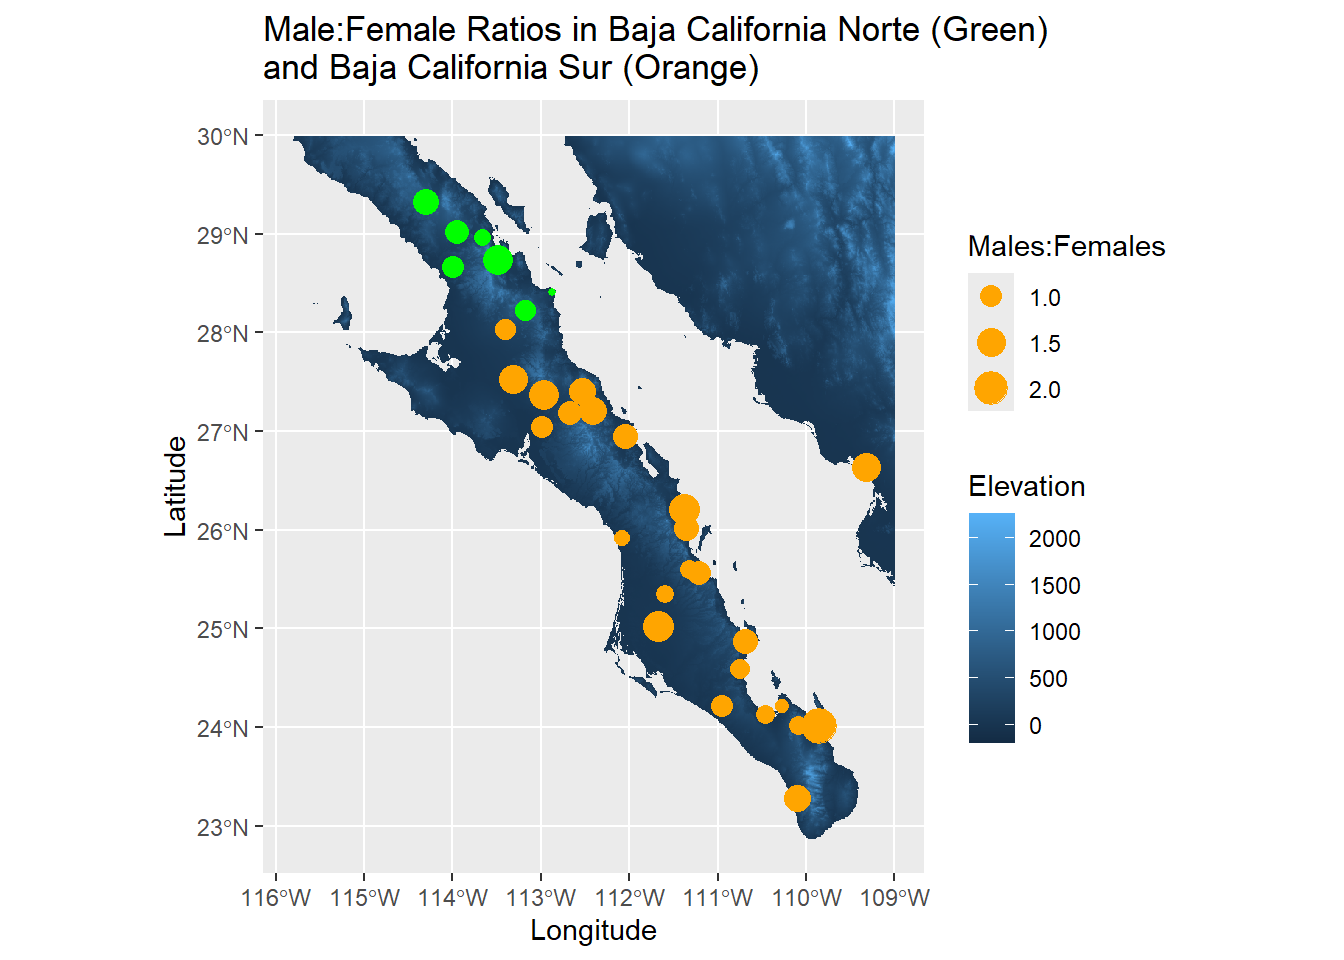 Male:Female Ratios in Baja California Norte (Green)
and Baja California Sur (Orange)
30°N
29°N
28°N
27°N
26°N
25°N
24°N
23°N
Latitude
116°W 115°W 114°W 113°W 112°W 111°W 110°W 109°W
Longitude
Males:Females
1.0
1.5
2.0
Elevation
2000
1500
1000
500
0